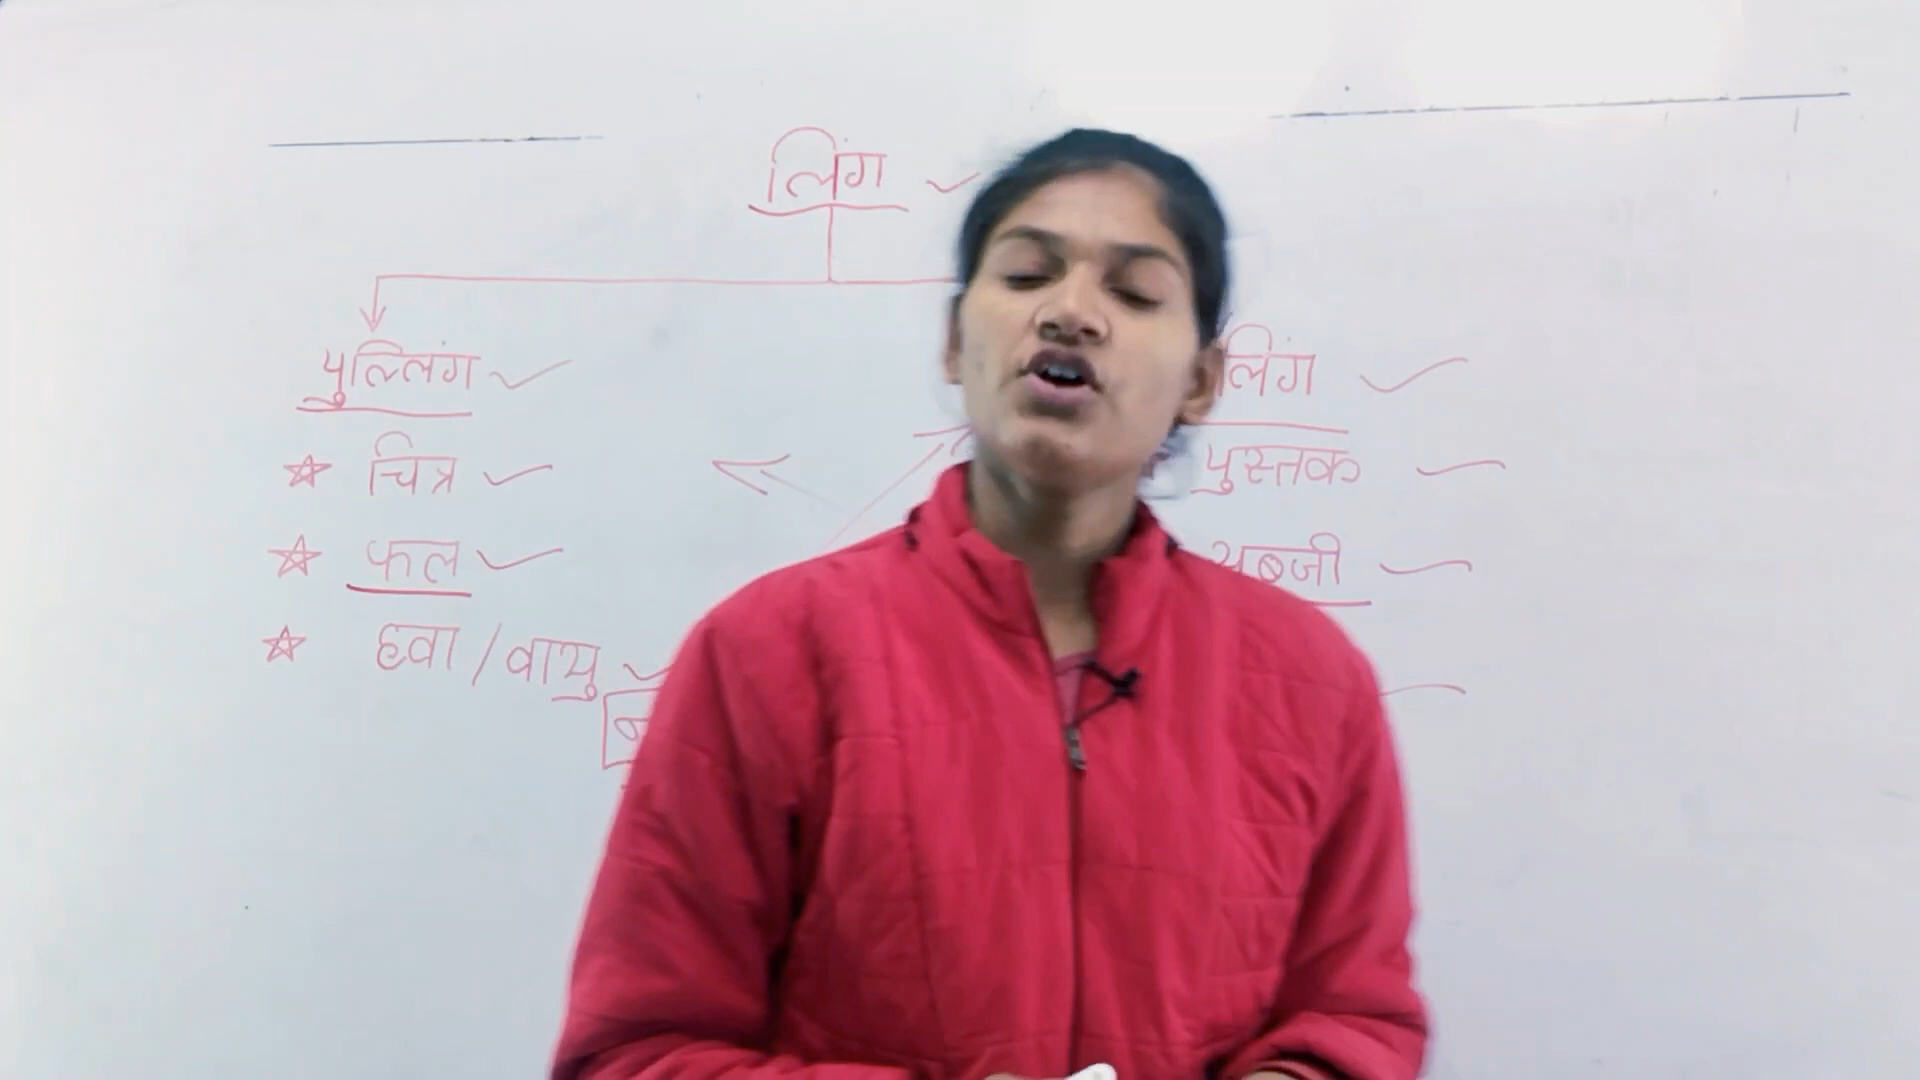 लिंग
पुल्लिंग
लिंग
चित्र
पुस्तक
फल
हवा / वायु